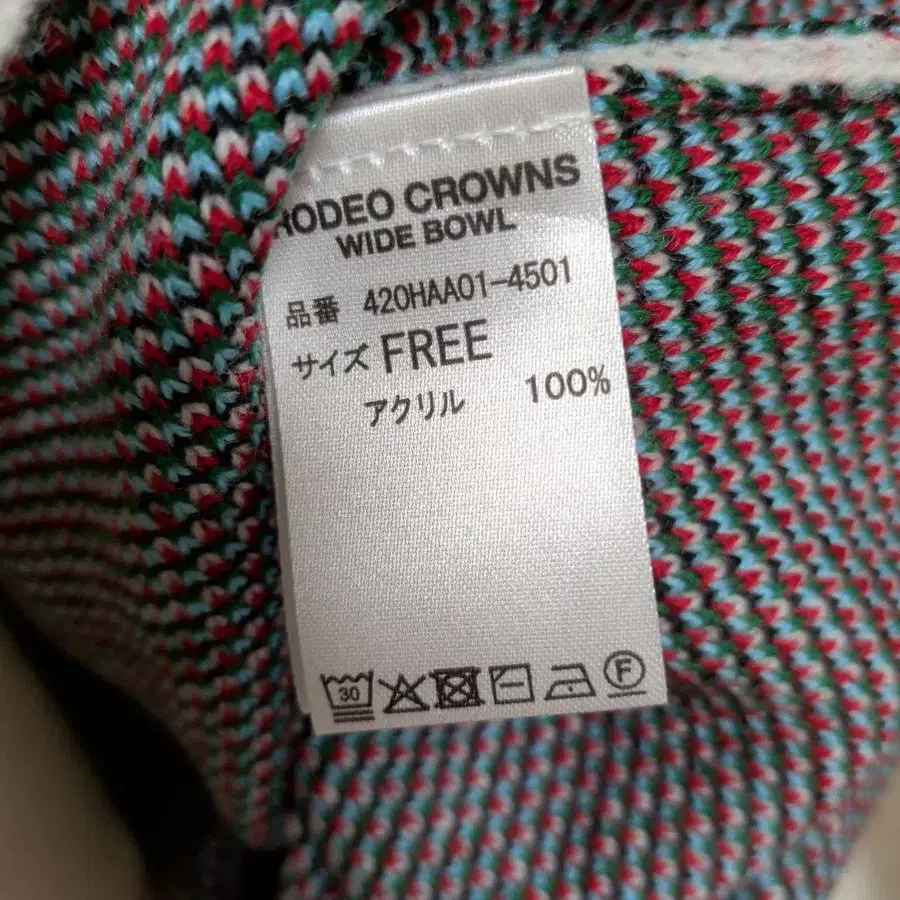 RODEO CROWNS
WIDE BOWL
品番 420HAA01-4501
サイズ FREE
アクリル 100%
30 F